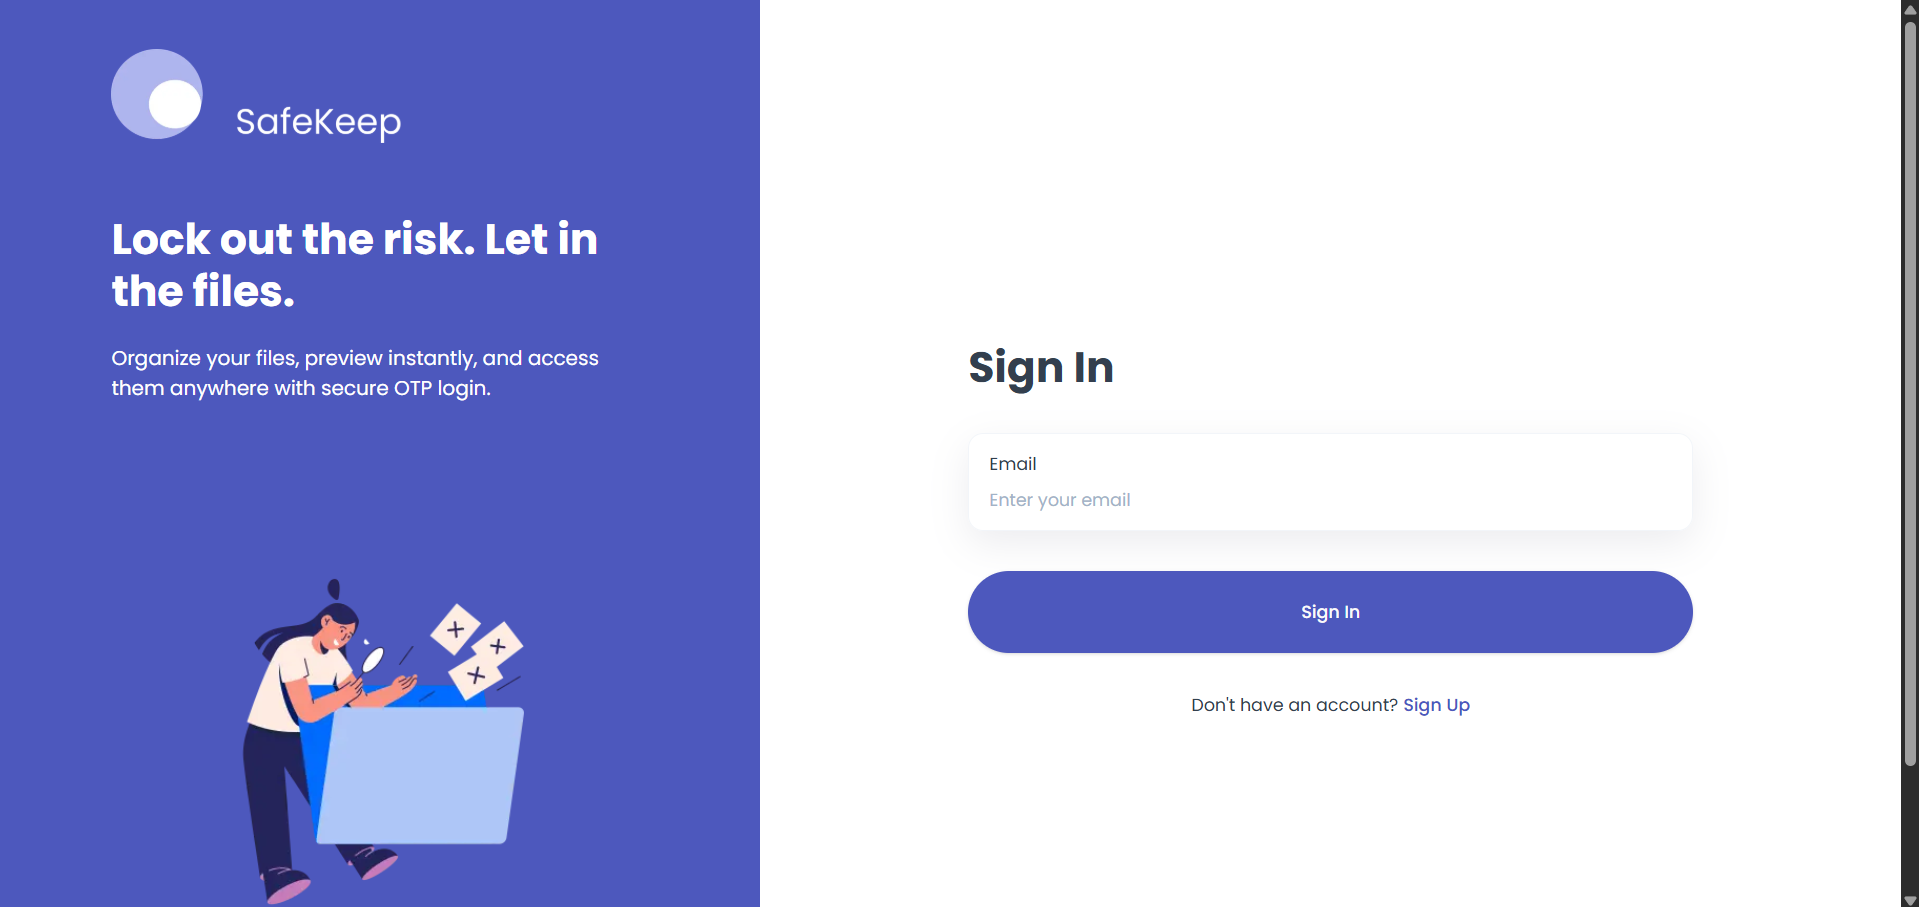 SafeKeep
Lock out the risk. Let in
the files.
Organize your files, preview instantly, and access
them anywhere with secure OTP login.
Sign In
Email
Enter your email
Sign In
Don't have an account? Sign Up